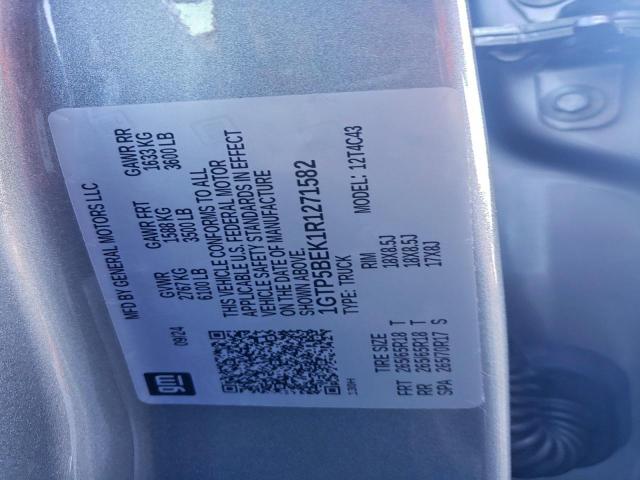 gm
MFD BY GENERAL MOTORS LLC
09/24 GVWR GAWR FRT GAWR RR
2767 KG 1588 KG 1633 KG
6100 LB 3500 LB 3600 LB
THIS VEHICLE CONFORMS TO ALL
APPLICABLE U.S. FEDERAL MOTOR
VEHICLE SAFETY STANDARDS IN EFFECT
ON THE DATE OF MANUFACTURE
SHOWN ABOVE.
1GTP5BEK1R1271582
TYPE: TRUCK MODEL: 12T4C43
TIRE SIZE RIM
FRT 265/65R18 T 18X8.5J
RR 265/65R18 T 18X8.5J
SPA 265/70R17 S 17X8J